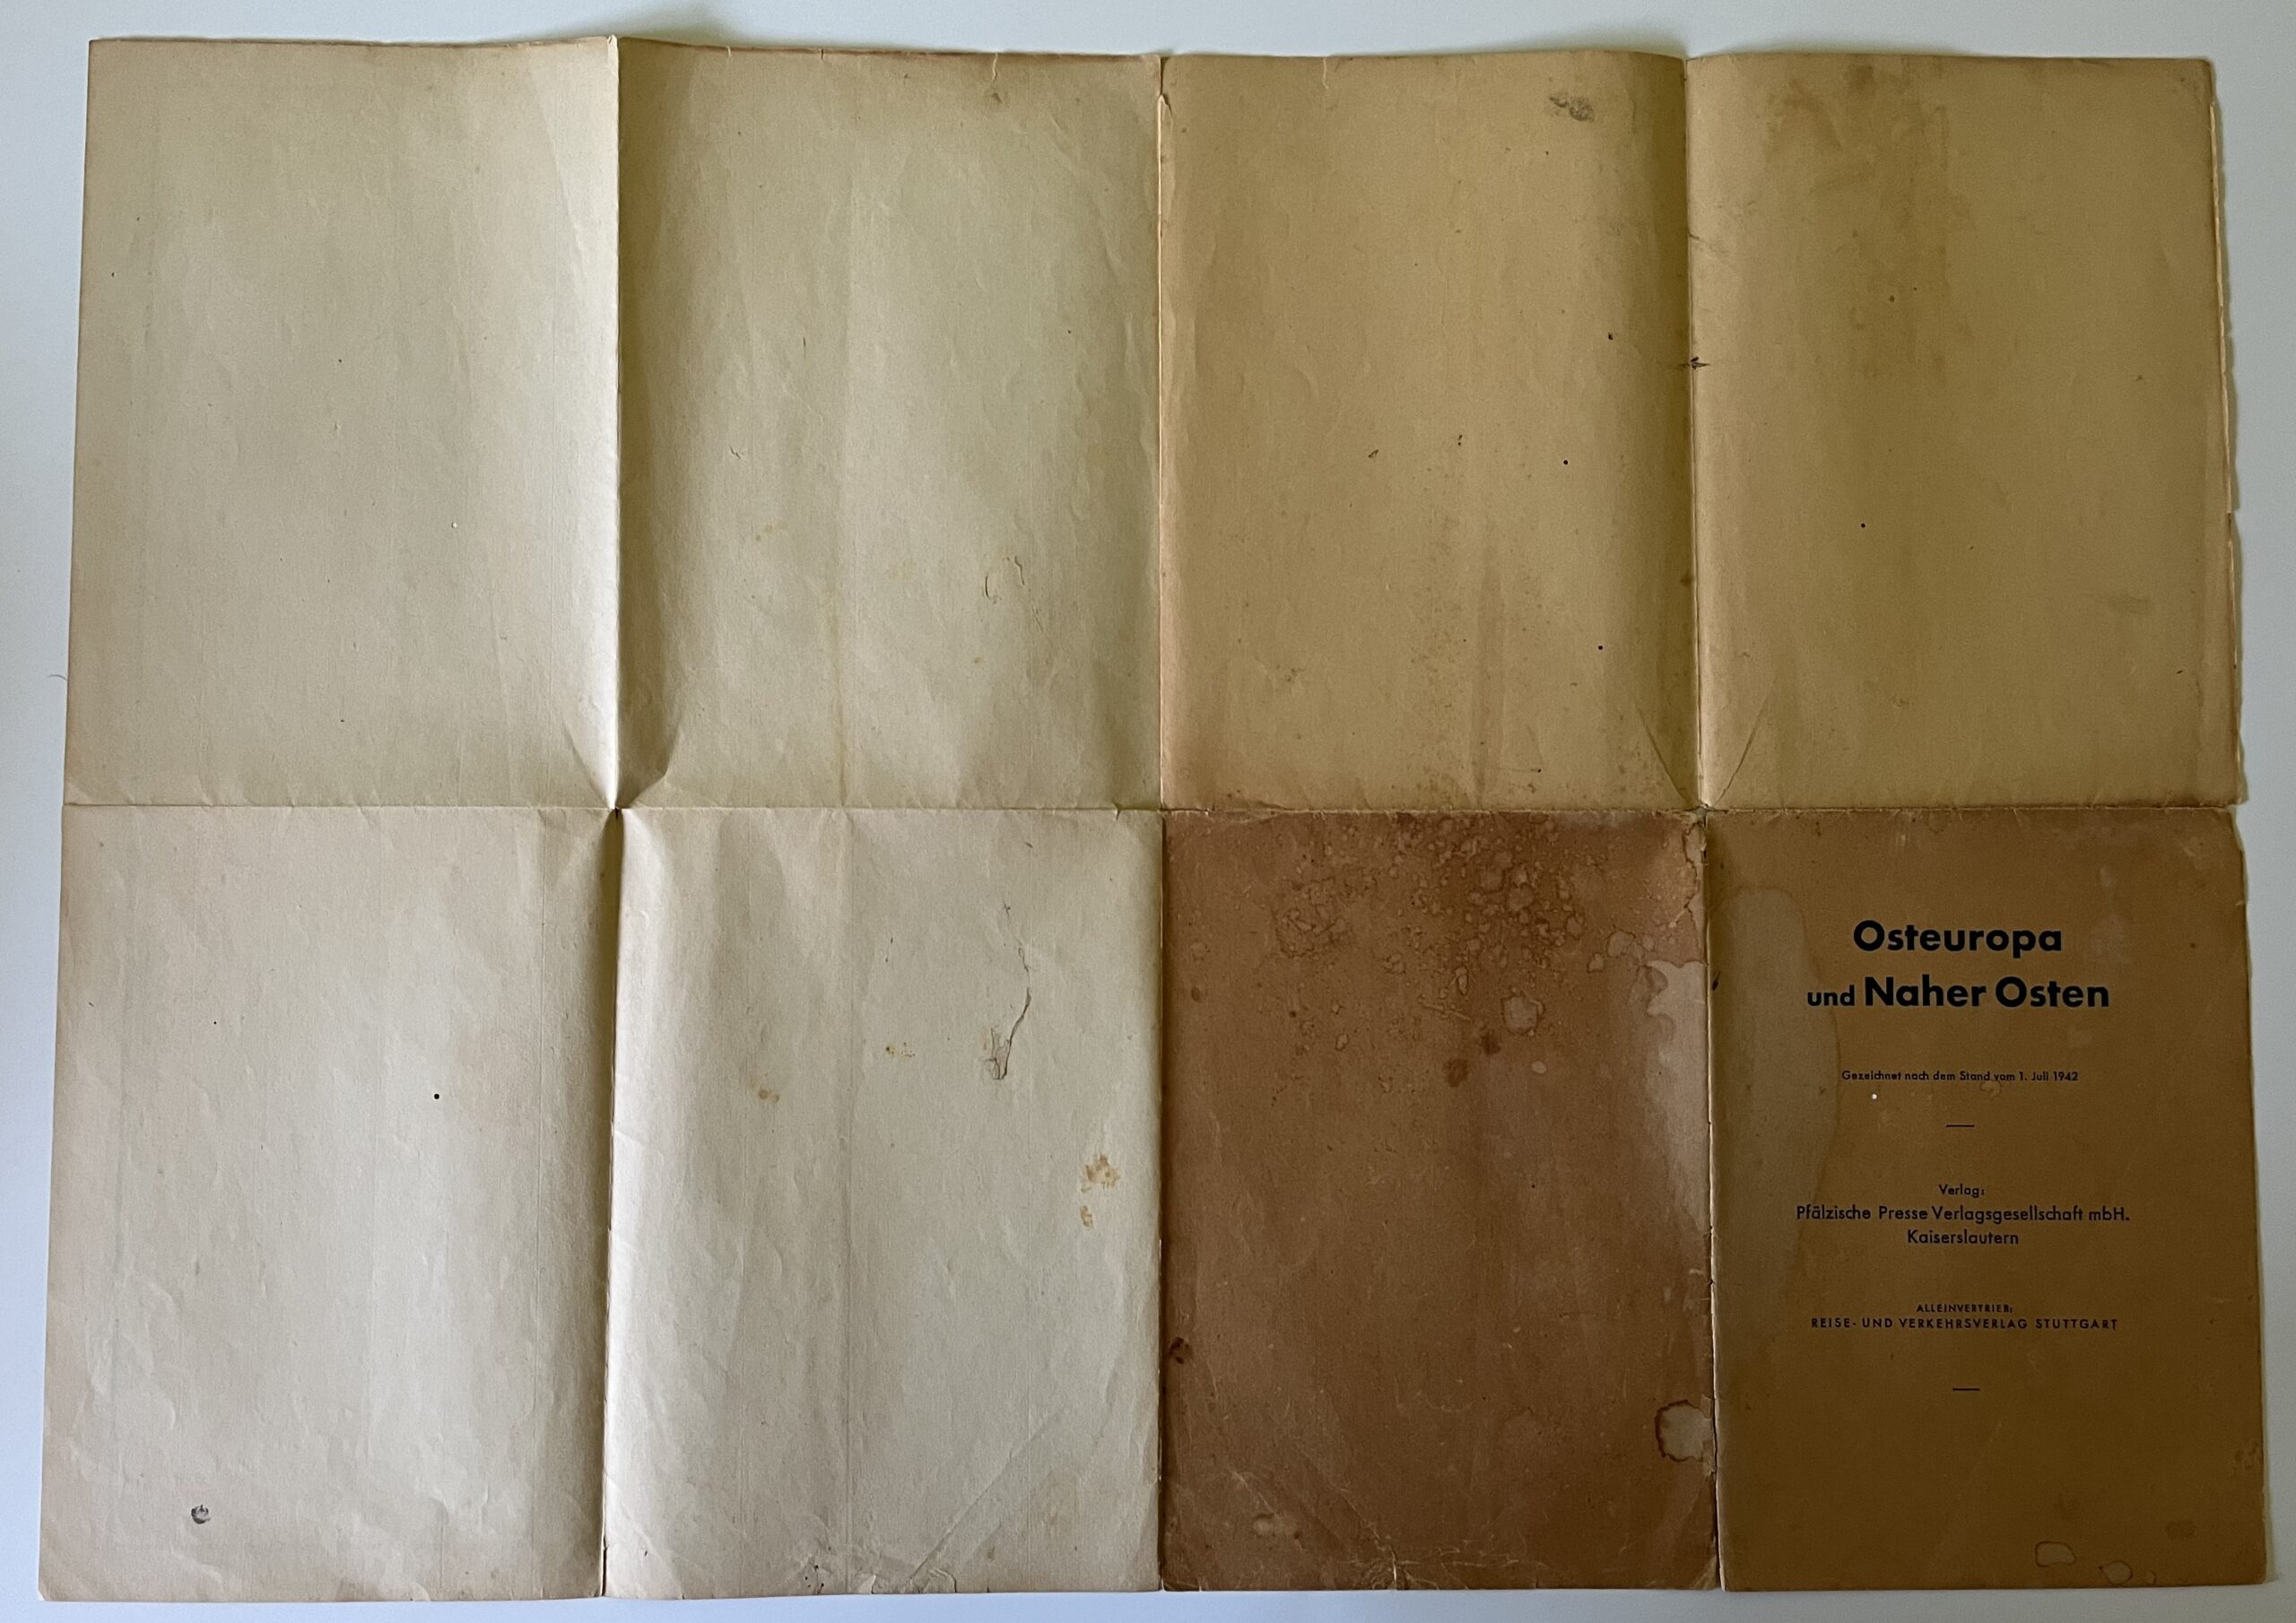 Osteuropa
und Naher Osten
Gezeichnet nach dem Stand vom 1. Juli 1942
Verlag:
Pfälzische Presse Verlagsgesellschaft mbH.
Kaiserslautern
ALLEINVERTRIEB:
REISE- UND VERKEHRSVERLAG STUTTGART